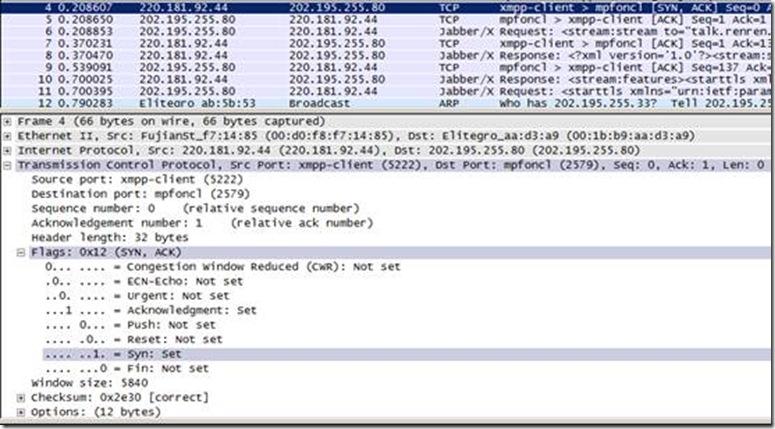 4 0.208607 220.181.92.44 202.195.255.80 TCP xmpp-client > mpfoncl [SYN, ACK] Seq=0 A
5 0.208650 202.195.255.80 220.181.92.44 TCP mpfoncl > xmpp-client [ACK] Seq=1 Ack=1
6 0.208853 202.195.255.80 220.181.92.44 Jabber/X Request: <stream:stream to="talk.renren.
7 0.370231 220.181.92.44 202.195.255.80 TCP xmpp-client > mpfoncl [ACK] Seq=1 Ack=13
8 0.370470 220.181.92.44 202.195.255.80 Jabber/X Response: <?xml version='1.0'?><stream:s
9 0.539091 202.195.255.80 220.181.92.44 TCP mpfoncl > xmpp-client [ACK] Seq=137 Ack=
10 0.700025 220.181.92.44 202.195.255.80 Jabber/X Response: <stream:features><starttls xm
11 0.700395 202.195.255.80 220.181.92.44 Jabber/X Request: <starttls xmlns="urn:ietf:para
12 0.790283 Elitegro_ab:5b:53 Broadcast ARP Who has 202.195.255.33? Tell 202.195.255
Frame 4 (66 bytes on wire, 66 bytes captured)
Ethernet II, Src: FujianSt_f7:14:85 (00:d0:f8:f7:14:85), Dst: Elitegro_aa:d3:a9 (00:1b:b9:aa:d3:a9)
Internet Protocol, Src: 220.181.92.44 (220.181.92.44), Dst: 202.195.255.80 (202.195.255.80)
Transmission Control Protocol, Src Port: xmpp-client (5222), Dst Port: mpfoncl (2579), Seq: 0, Ack: 1, Len: 0
Source port: xmpp-client (5222)
Destination port: mpfoncl (2579)
Sequence number: 0 (relative sequence number)
Acknowledgement number: 1 (relative ack number)
Header length: 32 bytes
Flags: 0x12 (SYN, ACK)
0... .... = Congestion Window Reduced (CWR): Not set
.0.. .... = ECN-Echo: Not set
..0. .... = Urgent: Not set
...1 .... = Acknowledgment: Set
.... 0... = Push: Not set
.... .0.. = Reset: Not set
.... ..1. = Syn: Set
.... ...0 = Fin: Not set
Window size: 5840
Checksum: 0x2e30 [correct]
Options: (12 bytes)